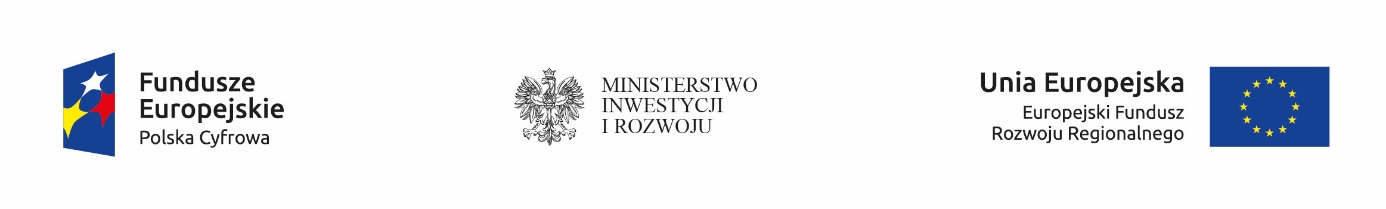 Fundusze
Europejskie
Polska Cyfrowa
MINISTERSTWO
INWESTYCJI
I ROZWOJU
Unia Europejska
Europejski Fundusz
Rozwoju Regionalnego